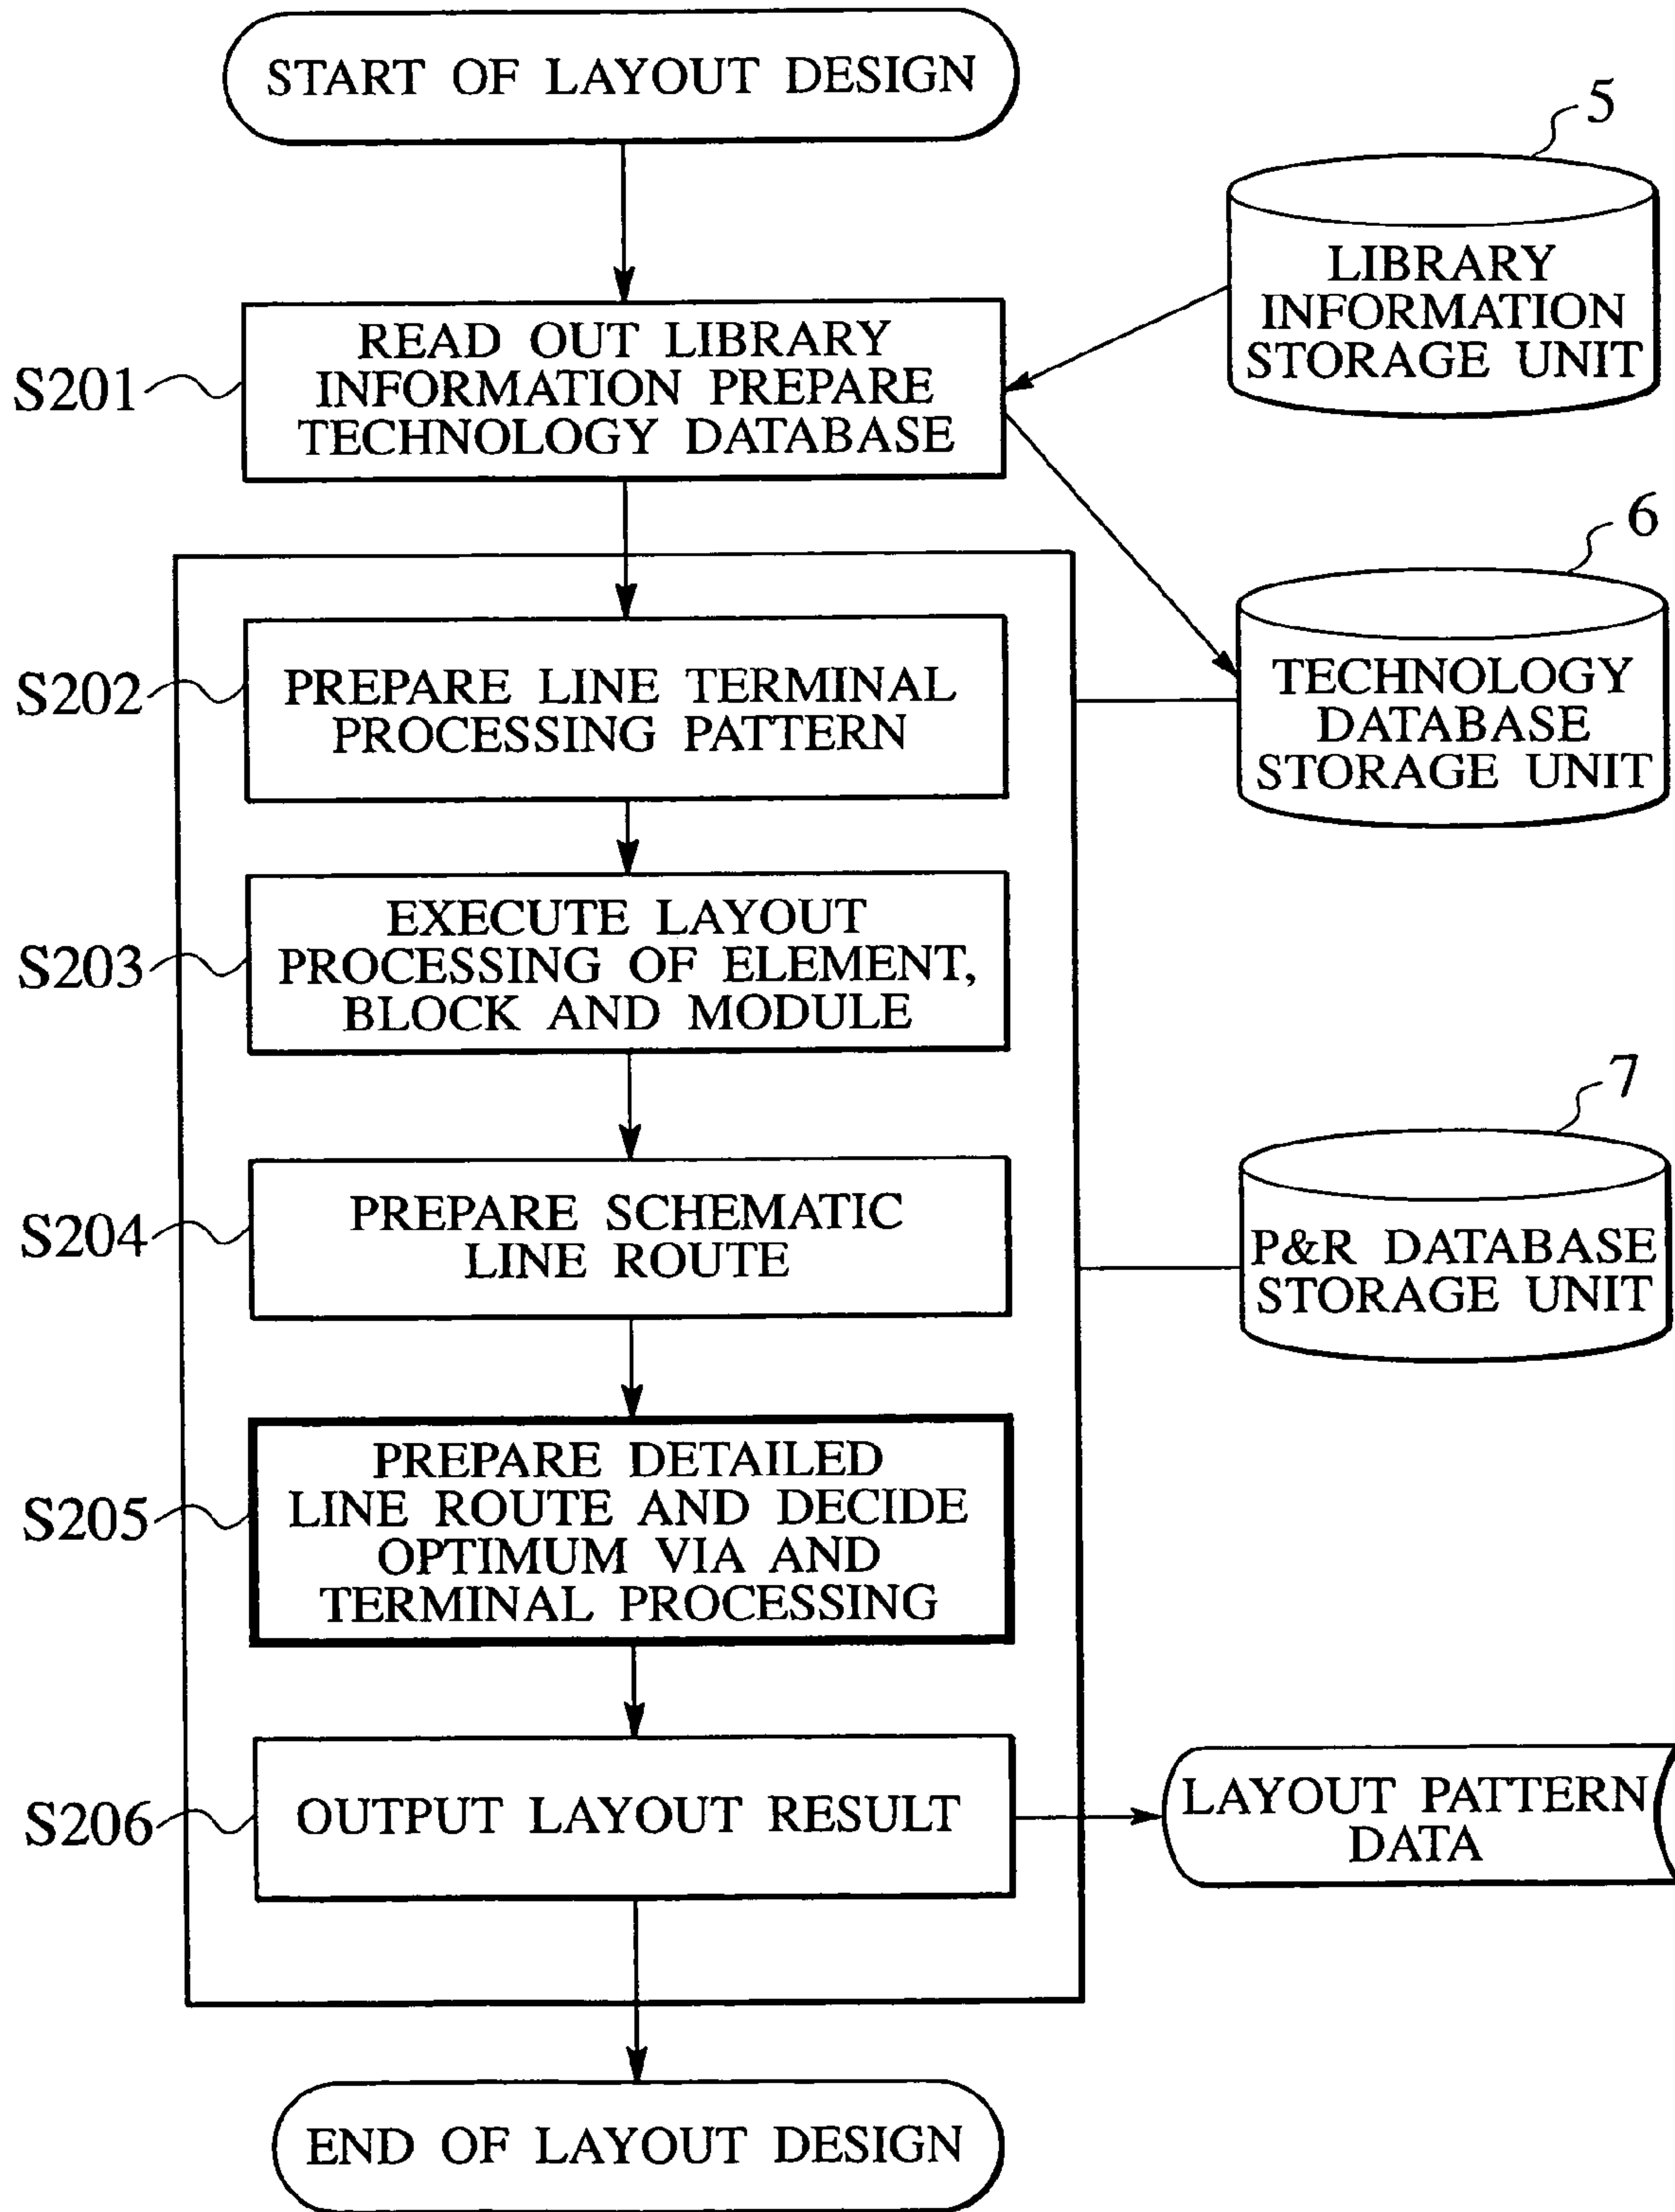 START OF LAYOUT DESIGN
5
LIBRARY
INFORMATION
STORAGE UNIT
S201
READ OUT LIBRARY
INFORMATION PREPARE
TECHNOLOGY DATABASE
6
TECHNOLOGY
DATABASE
STORAGE UNIT
S202
PREPARE LINE TERMINAL
PROCESSING PATTERN
S203
EXECUTE LAYOUT
PROCESSING OF ELEMENT,
BLOCK AND MODULE
7
P&R DATABASE
STORAGE UNIT
S204
PREPARE SCHEMATIC
LINE ROUTE
S205
PREPARE DETAILED
LINE ROUTE AND DECIDE
OPTIMUM VIA AND
TERMINAL PROCESSING
S206
OUTPUT LAYOUT RESULT
LAYOUT PATTERN
DATA
END OF LAYOUT DESIGN